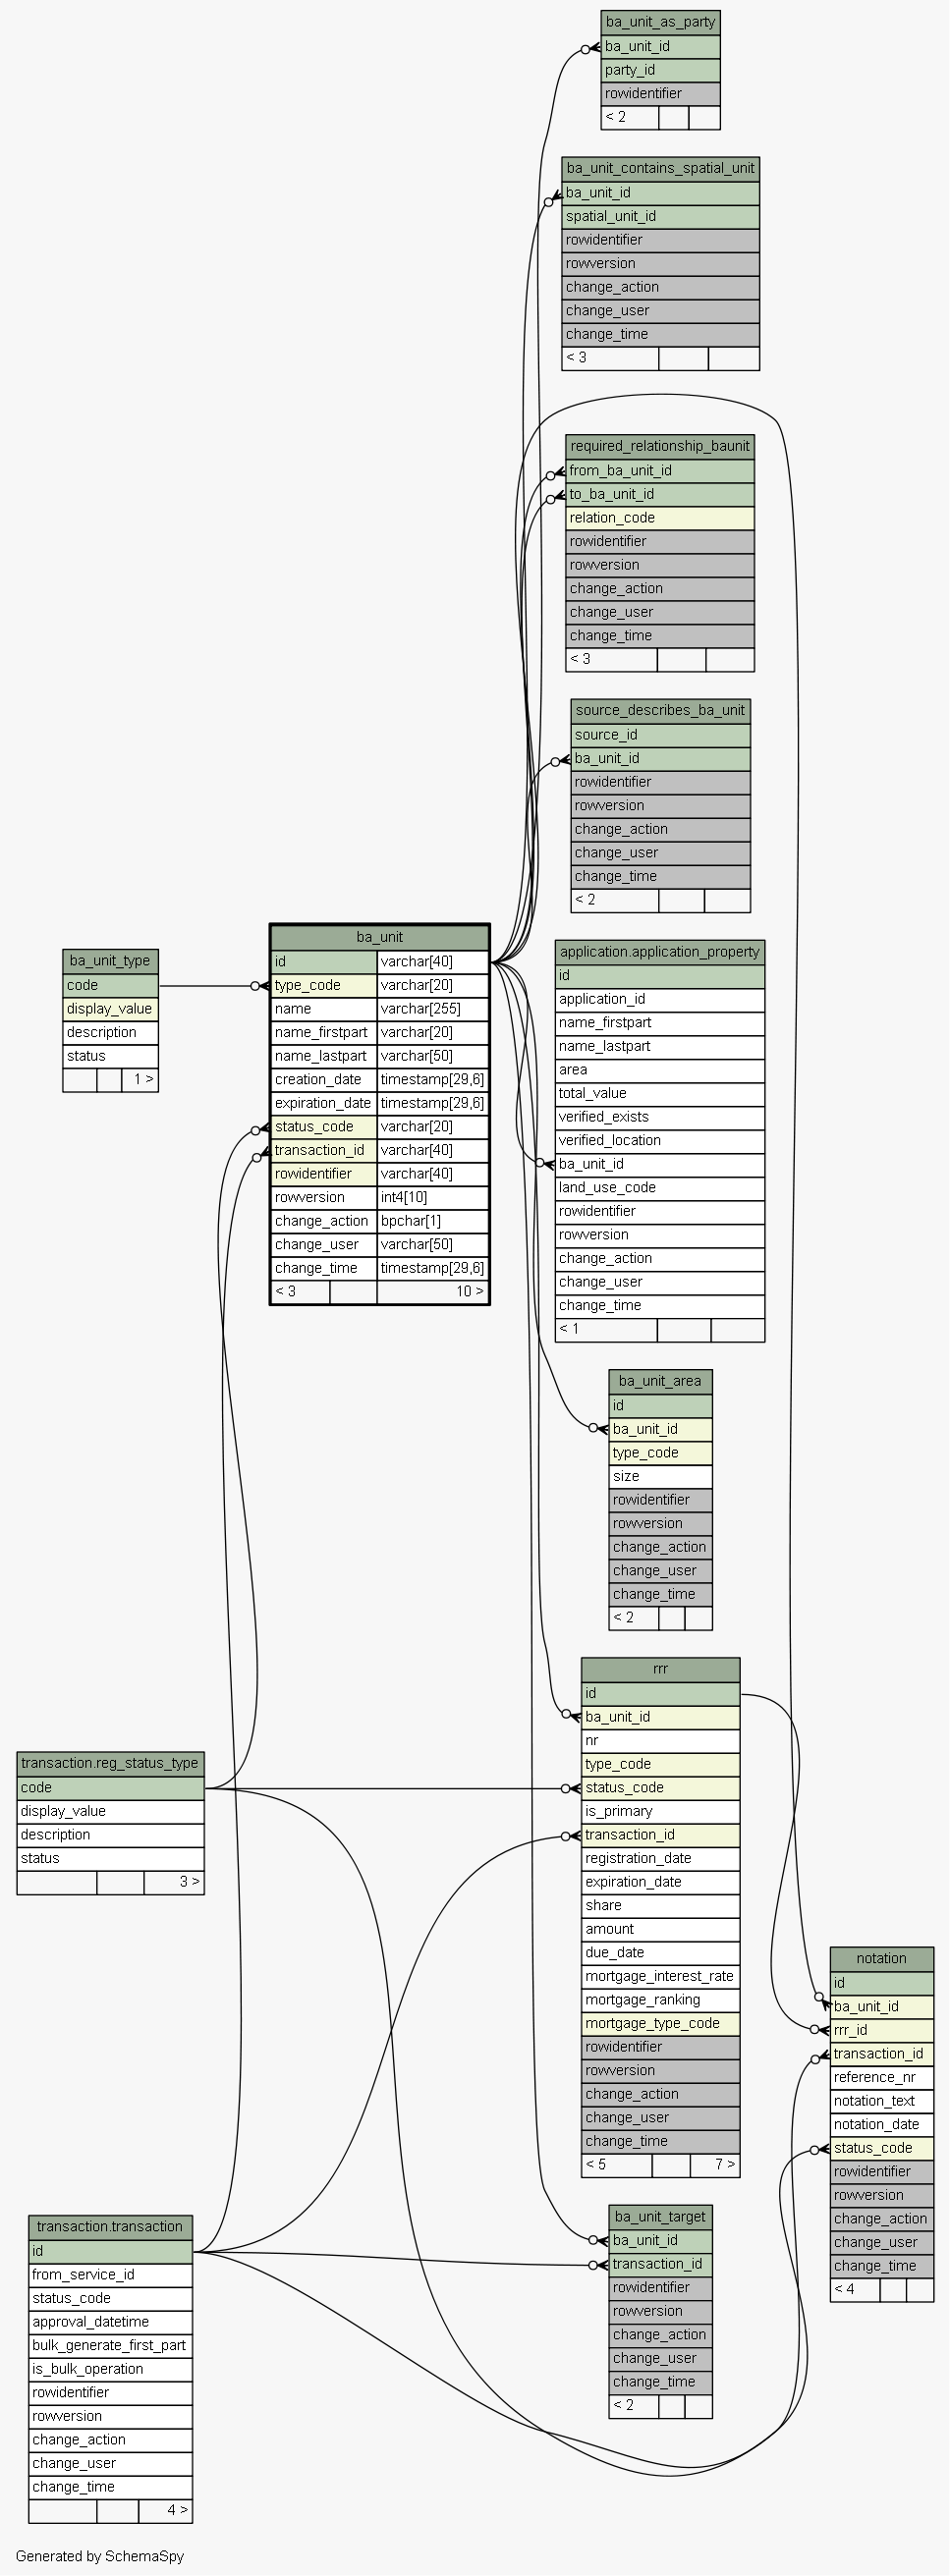 ba_unit_as_party
ba_unit_id
party_id
rowidentifier
< 2
ba_unit_contains_spatial_unit
ba_unit_id
spatial_unit_id
rowidentifier
rowversion
change_action
change_user
change_time
< 3
required_relationship_baunit
from_ba_unit_id
to_ba_unit_id
relation_code
rowidentifier
rowversion
change_action
change_user
change_time
< 3
source_describes_ba_unit
source_id
ba_unit_id
rowidentifier
rowversion
change_action
change_user
change_time
< 2
ba_unit
id varchar[40]
type_code varchar[20]
name varchar[255]
name_firstpart varchar[20]
name_lastpart varchar[50]
creation_date timestamp[29,6]
expiration_date timestamp[29,6]
status_code varchar[20]
transaction_id varchar[40]
rowidentifier varchar[40]
rowversion int4[10]
change_action bpchar[1]
change_user varchar[50]
change_time timestamp[29,6]
< 3 10 >
ba_unit_type
code
display_value
description
status
1 >
application.application_property
id
application_id
name_firstpart
name_lastpart
area
total_value
verified_exists
verified_location
ba_unit_id
land_use_code
rowidentifier
rowversion
change_action
change_user
change_time
< 1
ba_unit_area
id
ba_unit_id
type_code
size
rowidentifier
rowversion
change_action
change_user
change_time
< 2
rrr
id
ba_unit_id
nr
type_code
status_code
is_primary
transaction_id
registration_date
expiration_date
share
amount
due_date
mortgage_interest_rate
mortgage_ranking
mortgage_type_code
rowidentifier
rowversion
change_action
change_user
change_time
< 5 7 >
transaction.reg_status_type
code
display_value
description
status
3 >
notation
id
ba_unit_id
rrr_id
transaction_id
reference_nr
notation_text
notation_date
status_code
rowidentifier
rowversion
change_action
change_user
change_time
< 4
ba_unit_target
ba_unit_id
transaction_id
rowidentifier
rowversion
change_action
change_user
change_time
< 2
transaction.transaction
id
from_service_id
status_code
approval_datetime
bulk_generate_first_part
is_bulk_operation
rowidentifier
rowversion
change_action
change_user
change_time
4 >
Generated by SchemaSpy